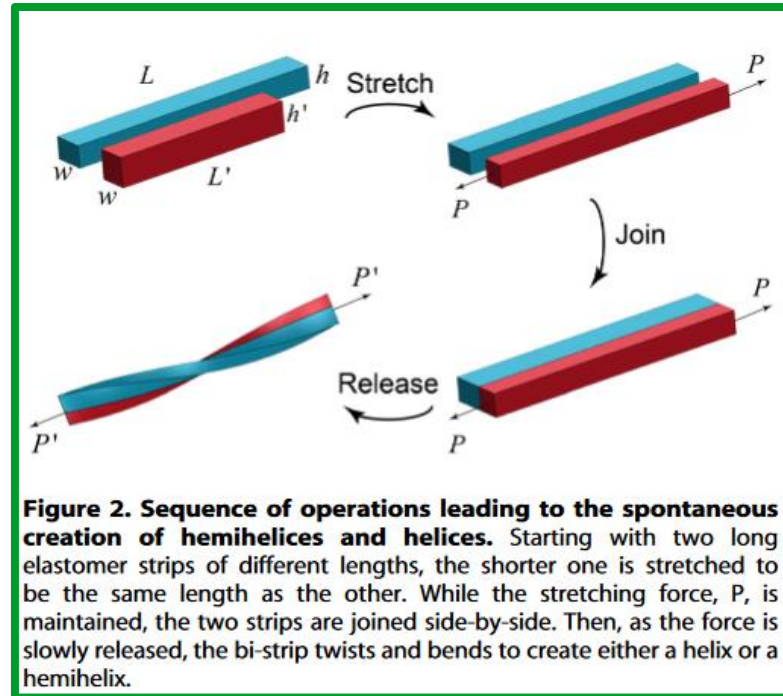 L
h
Stretch
P
h'
w
L'
w
P
Join
P'
P
Release
P'
P
Figure 2. Sequence of operations leading to the spontaneous
creation of hemihelices and helices. Starting with two long
elastomer strips of different lengths, the shorter one is stretched to
be the same length as the other. While the stretching force, P, is
maintained, the two strips are joined side-by-side. Then, as the force is
slowly released, the bi-strip twists and bends to create either a helix or a
hemihelix.